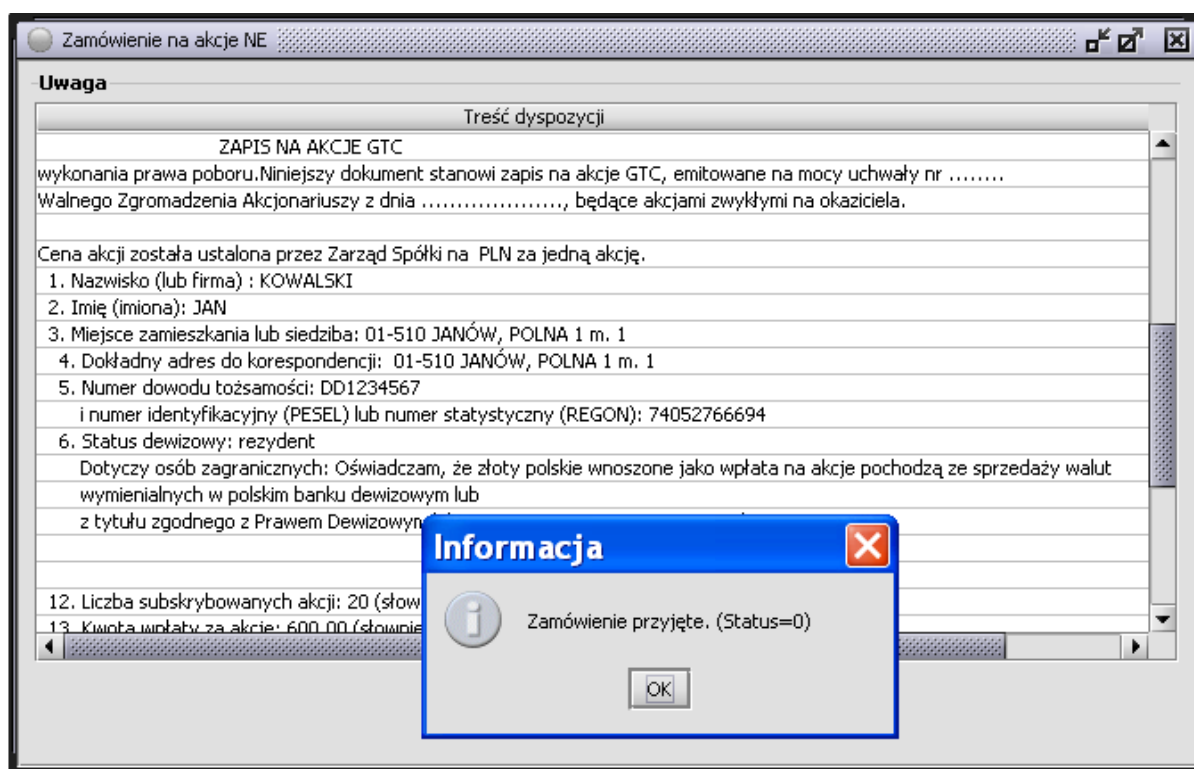 Zamówienie na akcje NE
Uwaga
Treść dyspozycji
ZAPIS NA AKCJE GTC
wykonania prawa poboru.Niniejszy dokument stanowi zapis na akcje GTC, emitowane na mocy uchwały nr ........
Walnego Zgromadzenia Akcjonariuszy z dnia ...................., będące akcjami zwykłymi na okaziciela.
Cena akcji została ustalona przez Zarząd Spółki na PLN za jedną akcję.
1. Nazwisko (lub firma) : KOWALSKI
2. Imię (imiona): JAN
3. Miejsce zamieszkania lub siedziba: 01-510 JANÓW, POLNA 1 m. 1
4. Dokładny adres do korespondencji: 01-510 JANÓW, POLNA 1 m. 1
5. Numer dowodu tożsamości: DD1234567
i numer identyfikacyjny (PESEL) lub numer statystyczny (REGON): 74052766694
6. Status dewizowy: rezydent
Dotyczy osób zagranicznych: Oświadczam, że złoty polskie wnoszone jako wpłata na akcje pochodzą ze sprzedaży walut
wymienialnych w polskim banku dewizowym lub
z tytułu zgodnego z Prawem
12. Liczba subskrybowanych akcji: 20
13. Kwota wpłaty za akcje: 600,00
Informacja
Zamówienie przyjęte. (Status=0)
OK